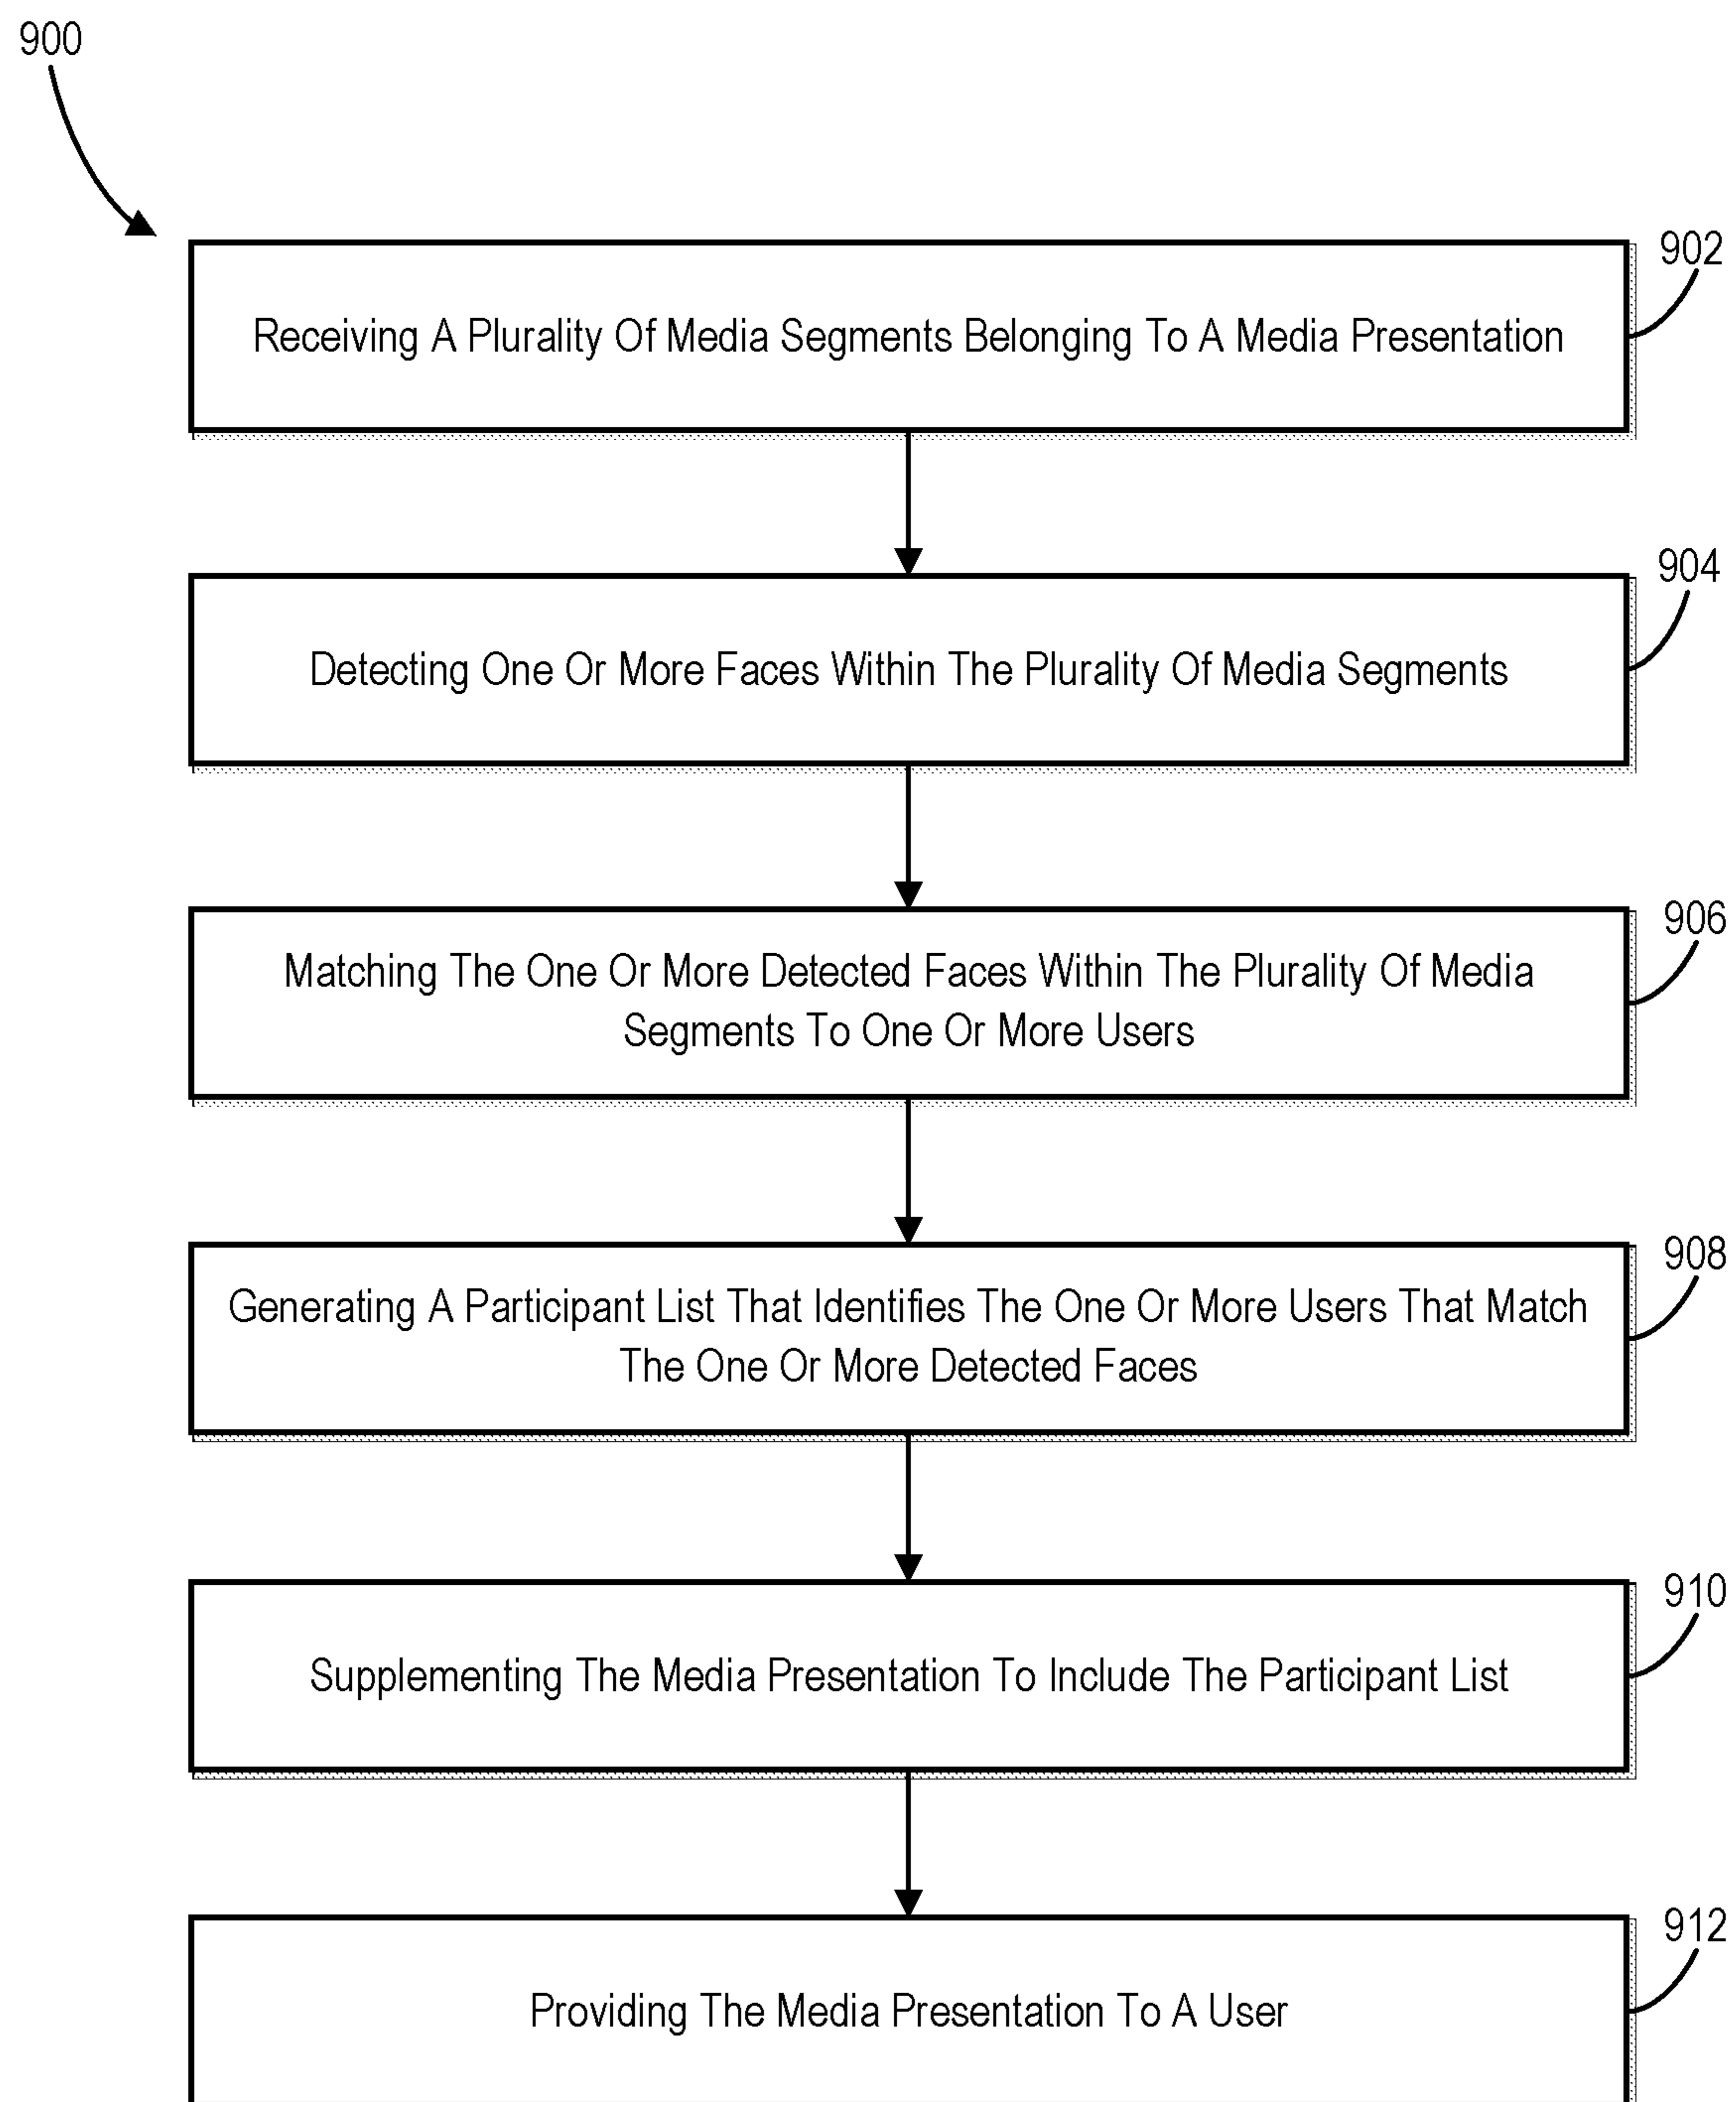 900
902
Receiving A Plurality Of Media Segments Belonging To A Media Presentation
904
Detecting One Or More Faces Within The Plurality Of Media Segments
906
Matching The One Or More Detected Faces Within The Plurality Of Media
Segments To One Or More Users
908
Generating A Participant List That Identifies The One Or More Users That Match
The One Or More Detected Faces
910
Supplementing The Media Presentation To Include The Participant List
912
Providing The Media Presentation To A User